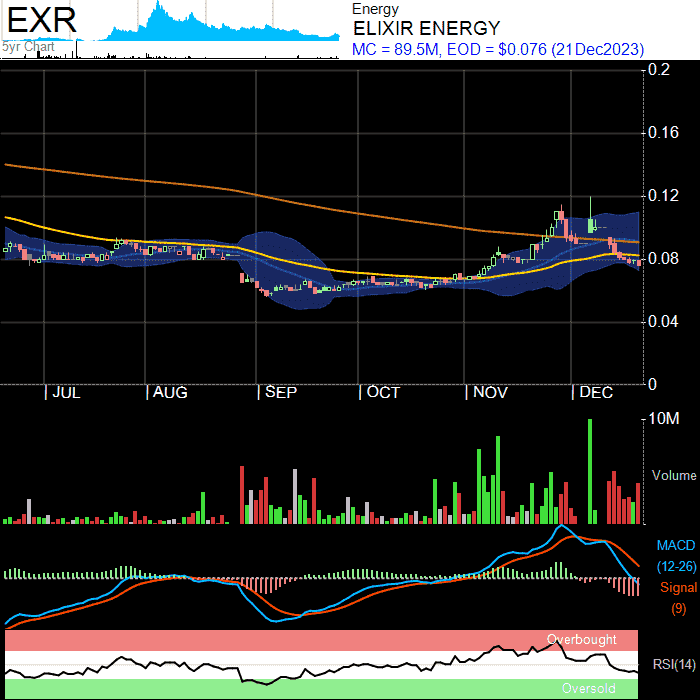 EXR
5yr Chart
Energy
ELIXIR ENERGY
MC = 89.5M, EOD = $0.076 (21Dec2023)
0.2
0.16
0.12
0.08
0.04
0
JUL
AUG
SEP
OCT
NOV
DEC
10M
Volume
MACD
(12-26)
Signal
(9)
Overbought
RSI(14)
Oversold